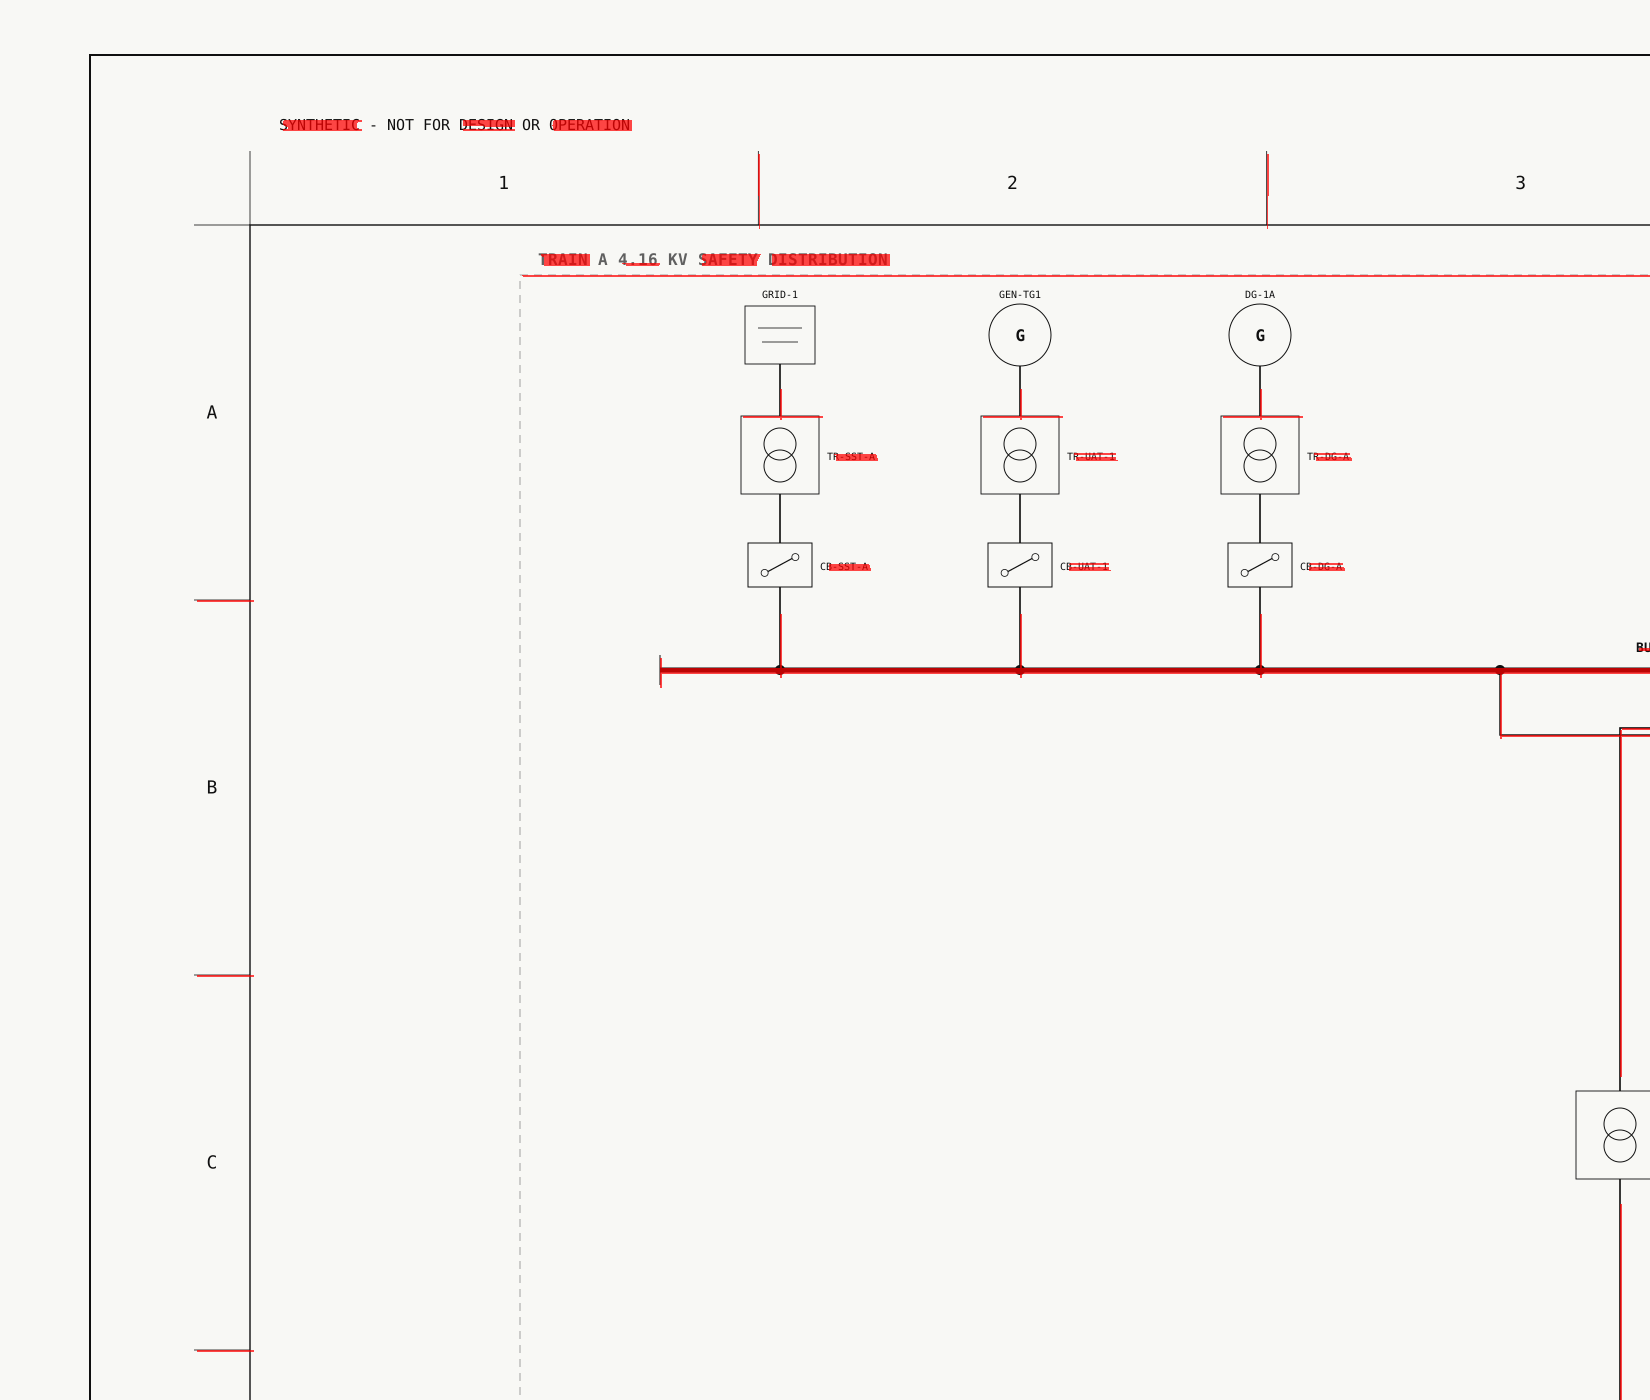 SYNTHETIC - NOT FOR DESIGN OR OPERATION
1 2 3
TRAIN A 4.16 KV SAFETY DISTRIBUTION
GRID-1 GEN-TG1 DG-1A
G G
A
TR-SST-A TR-UAT-1 TR-DG-A
CB-SST-A CB-UAT-1 CB-DG-A
B
C